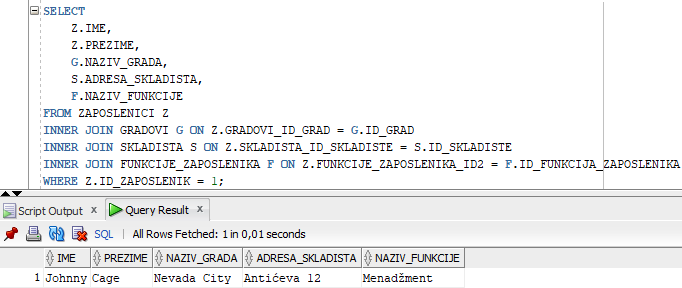 SELECT
Z.IME,
Z.PREZIME,
G.NAZIV_GRADA,
S.ADRESA_SKLADISTA,
F.NAZIV_FUNKCIJE
FROM ZAPOSLENICI Z
INNER JOIN GRADOVI G ON Z.GRADOVI_ID_GRAD = G.ID_GRAD
INNER JOIN SKLADISTA S ON Z.SKLADISTA_ID_SKLADISTE = S.ID_SKLADISTE
INNER JOIN FUNKCIJE_ZAPOSLENIKA F ON Z.FUNKCIJE_ZAPOSLENIKA_ID2 = F.ID_FUNKCIJA_ZAPOSLENIKA
WHERE Z.ID_ZAPOSLENIK = 1;
Script Output x Query Result x
SQL | All Rows Fetched: 1 in 0,01 seconds
IME PREZIME NAZIV_GRADA ADRESA_SKLADISTA NAZIV_FUNKCIJE
1 Johnny Cage Nevada City Antićeva 12 Menadžment